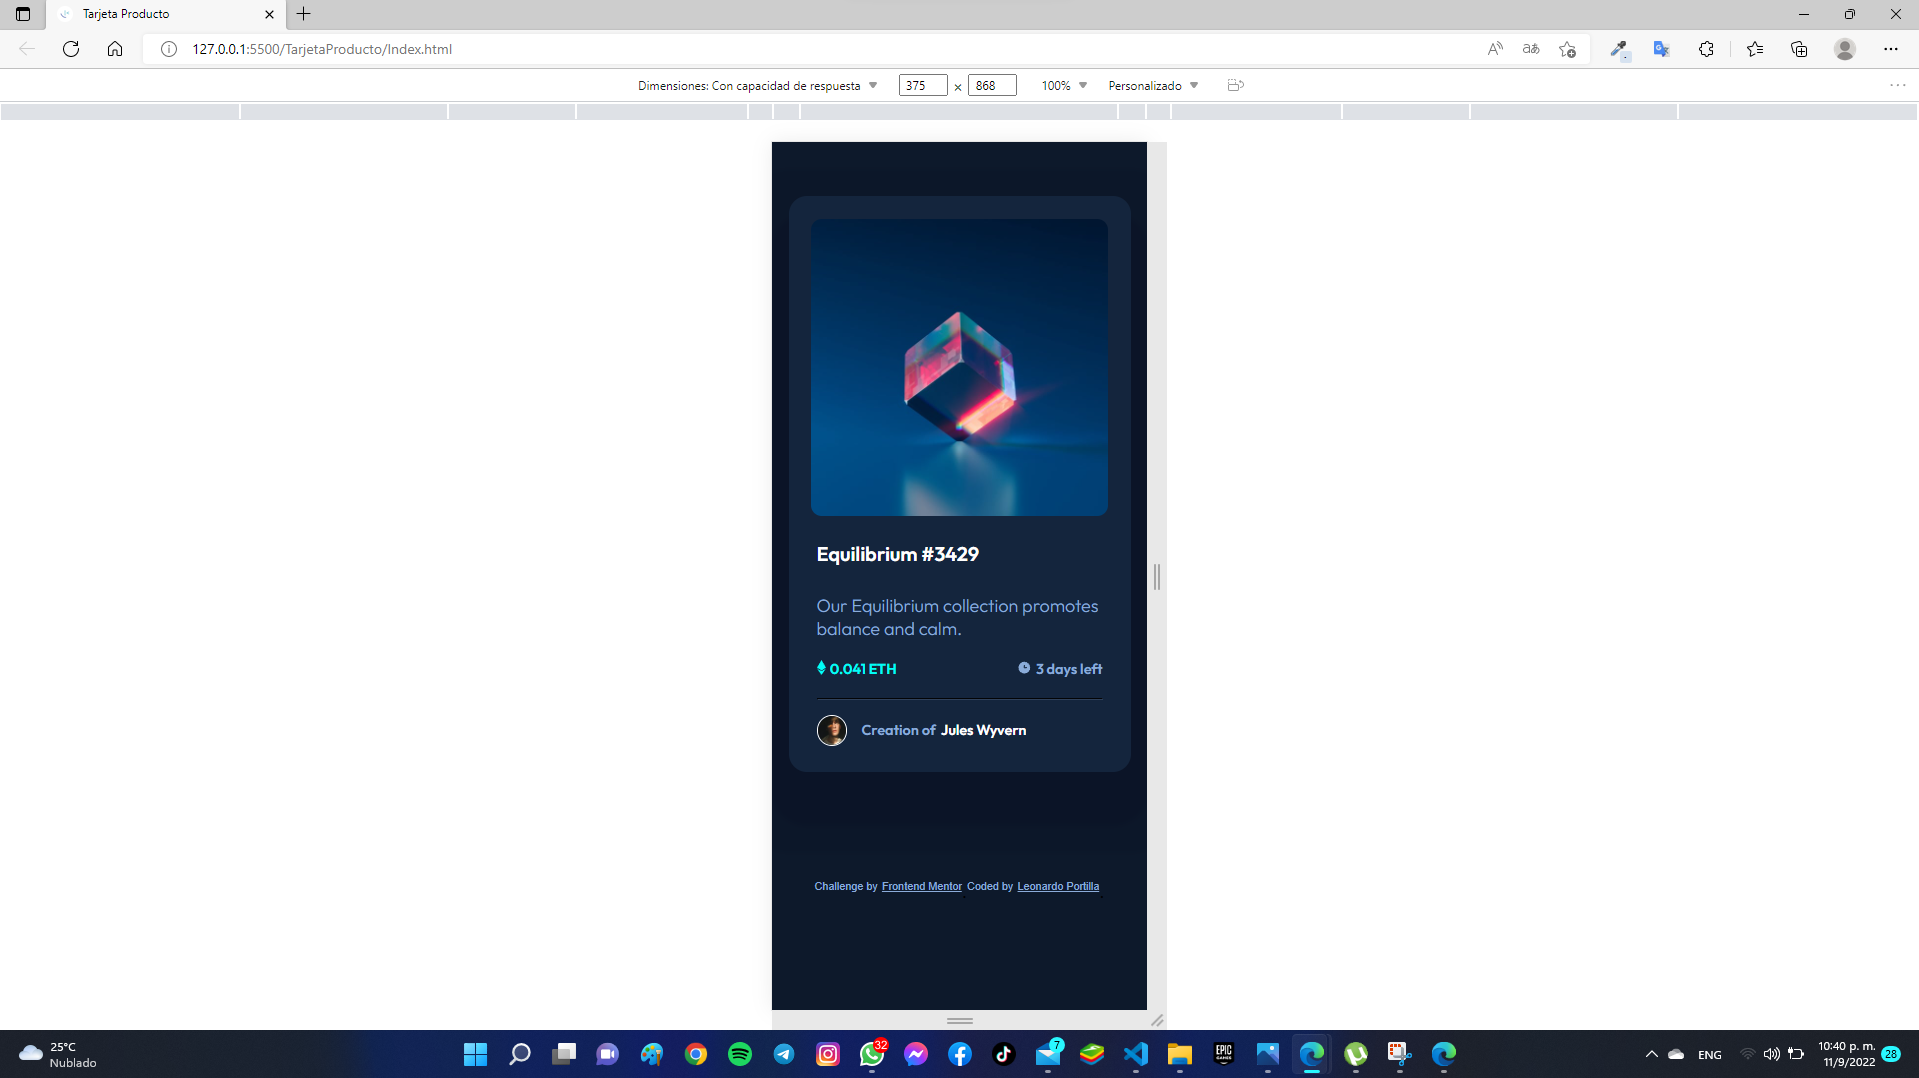 Tarjeta Producto
127.0.0.1:5500/TarjetaProducto/Index.html
Dimensiones: Con capacidad de respuesta 375 × 868 100% Personalizado
Equilibrium #3429
Our Equilibrium collection promotes
balance and calm.
0.041 ETH 3 days left
Creation of Jules Wyvern
Challenge by Frontend Mentor Coded by Leonardo Portilla
25°C
Nublado
32
7
EPIC
GAMES
ENG
10:40 p. m.
11/9/2022
28